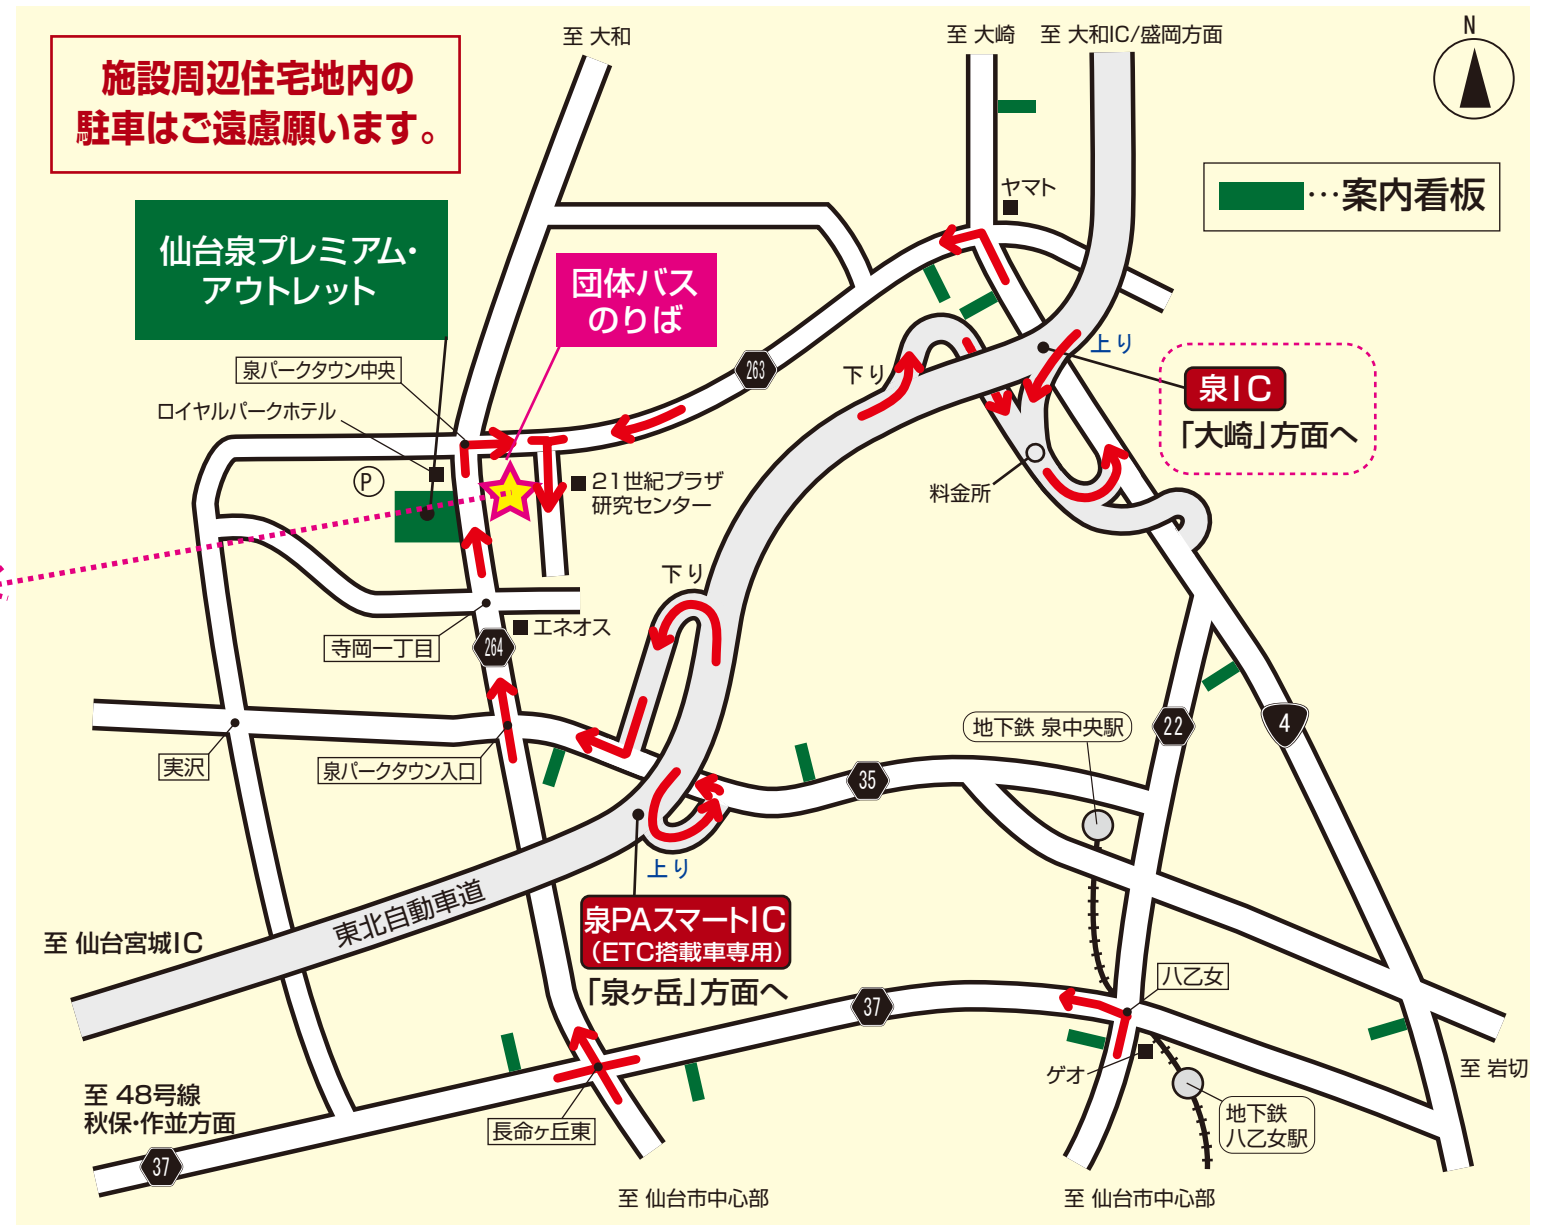 至 大和
至 大崎
至 大和IC/盛岡方面
N
施設周辺住宅地内の
駐車はご遠慮願います。
…案内看板
ヤマト
仙台泉プレミアム・
アウトレット
団体バス
のりば
泉パークタウン中央
ロイヤルパークホテル
P
263
下り
上り
泉IC
「大崎」方面へ
料金所
21世紀プラザ
研究センター
下り
エネオス
寺岡一丁目
264
実沢
泉パークタウン入口
地下鉄 泉中央駅
22
4
35
上り
東北自動車道
至 仙台宮城IC
泉PAスマートIC
（ETC搭載車専用）
「泉ヶ岳」方面へ
八乙女
37
ゲオ
至 岩切
至 48号線
秋保・作並方面
長命ヶ丘東
地下鉄
八乙女駅
37
至 仙台市中心部
至 仙台市中心部